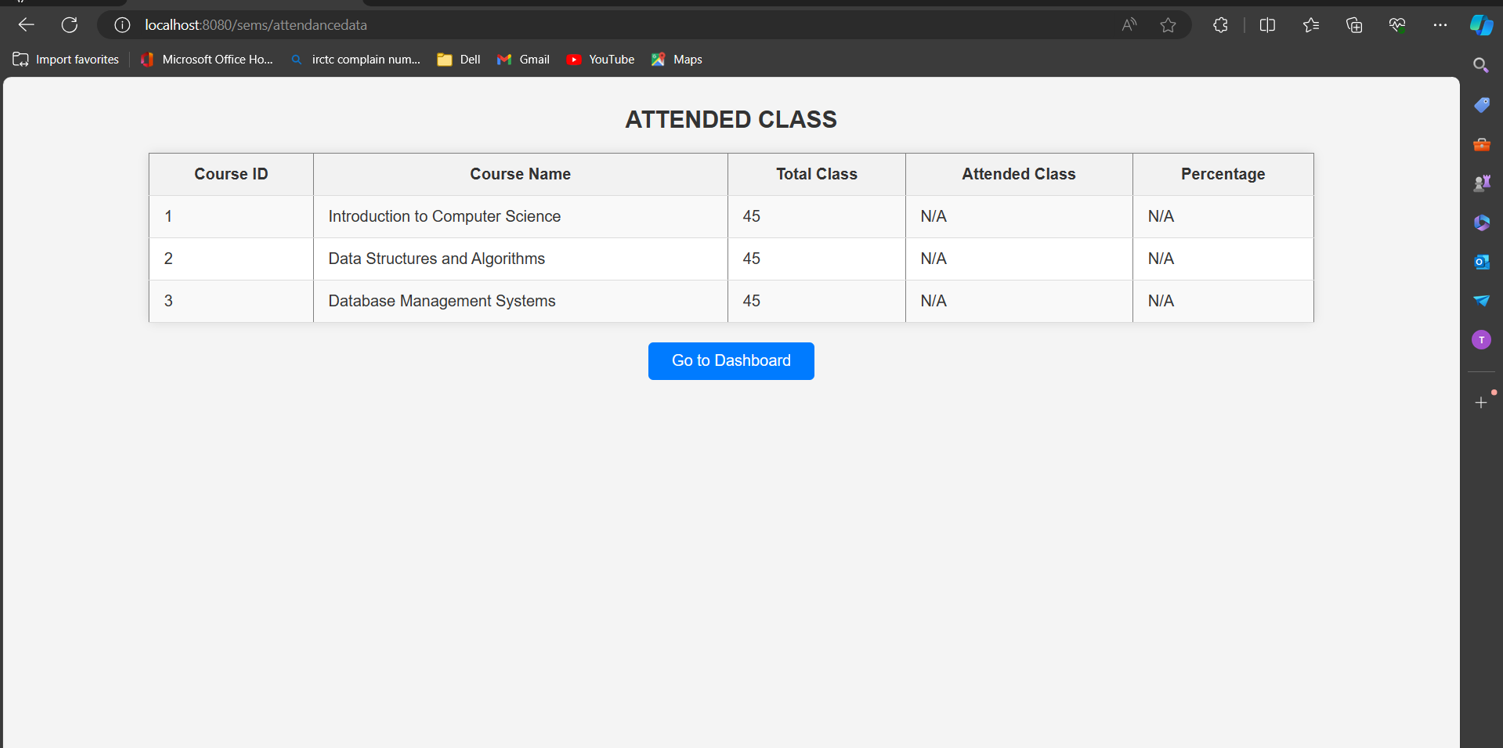 localhost:8080/sems/attendancedata
Import favorites Microsoft Office Ho... irctc complain num... Dell Gmail YouTube Maps
ATTENDED CLASS
Course ID Course Name Total Class Attended Class Percentage
1 Introduction to Computer Science 45 N/A N/A
2 Data Structures and Algorithms 45 N/A N/A
3 Database Management Systems 45 N/A N/A
Go to Dashboard
T